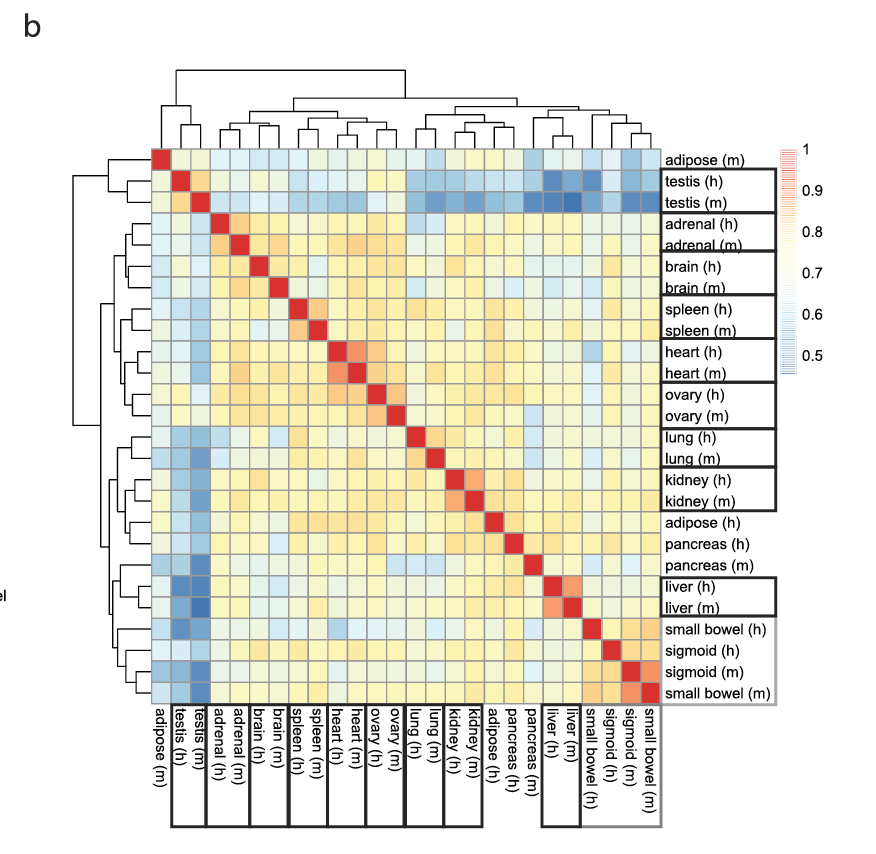 b
adipose (m)
testis (h)
testis (m)
adrenal (h)
adrenal (m)
brain (h)
brain (m)
spleen (h)
spleen (m)
heart (h)
heart (m)
ovary (h)
ovary (m)
lung (h)
lung (m)
kidney (h)
kidney (m)
adipose (h)
pancreas (h)
pancreas (m)
liver (h)
liver (m)
small bowel (h)
sigmoid (h)
sigmoid (m)
small bowel (m)
1
0.9
0.8
0.7
0.6
0.5
el
adipose (m)
testis (h)
testis (m)
adrenal (h)
adrenal (m)
brain (h)
brain (m)
spleen (h)
spleen (m)
heart (h)
heart (m)
ovary (h)
ovary (m)
lung (h)
lung (m)
kidney (h)
kidney (m)
adipose (h)
pancreas (h)
pancreas (m)
liver (h)
liver (m)
small bowel (h)
sigmoid (h)
sigmoid (m)
small bowel (m)